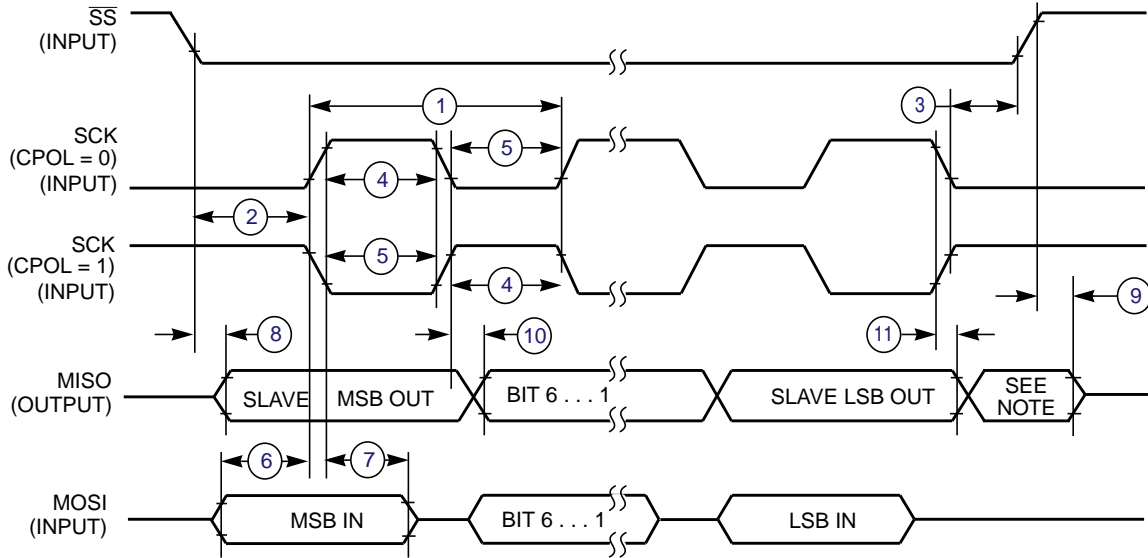 SS
(INPUT)
1
3
SCK
(CPOL = 0)
(INPUT)
5
4
2
SCK
(CPOL = 1)
(INPUT)
5
4
9
8
10
11
MISO
(OUTPUT)
SLAVE MSB OUT
BIT 6 . . . 1
SLAVE LSB OUT
SEE
NOTE
6
7
MOSI
(INPUT)
MSB IN
BIT 6 . . . 1
LSB IN